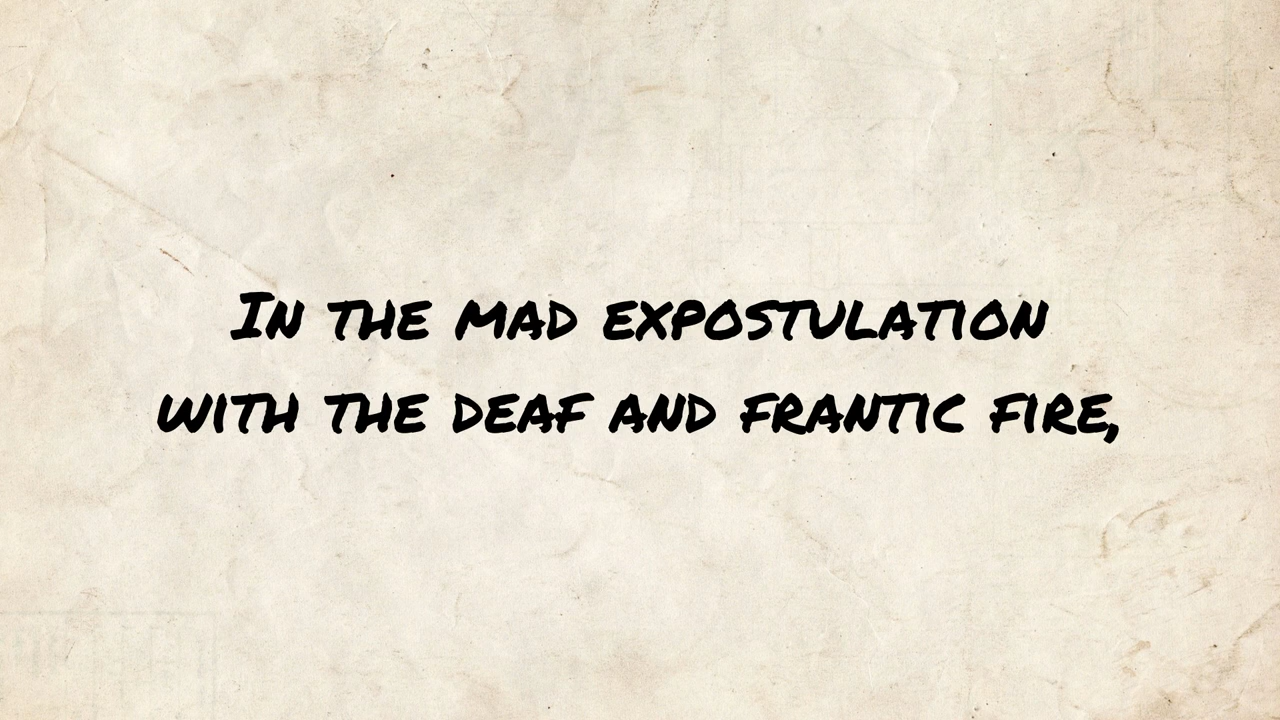 In the mad expostulation
with the deaf and frantic fire,